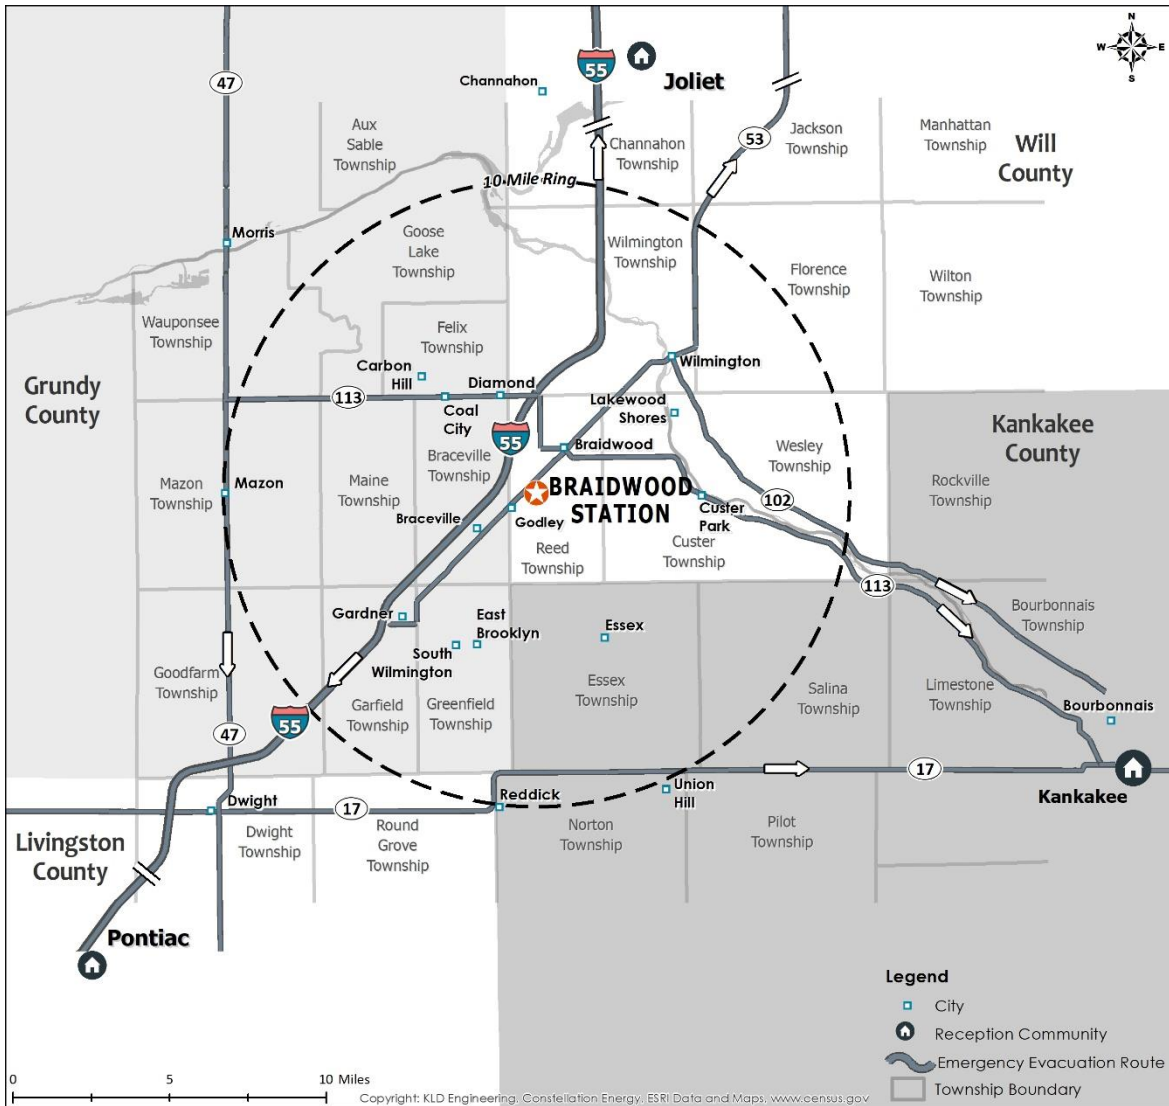 N
W
E
S
47
Channahon
55
Joliet
Aux
Sable
Township
Channahon
Township
53
Jackson
Township
Manhattan
Township
Will
County
10 Mile Ring
Morris
Goose
Lake
Township
Wilmington
Township
Florence
Township
Wilton
Township
Wauponsee
Township
Felix
Township
Carbon
Hill
Diamond
Wilmington
Grundy
County
113
Coal
City
Lakewood
Shores
Kankakee
County
55
Braceville
Township
Braidwood
Wesley
Township
Mazon
Township
Mazon
Maine
Township
BRAIDWOOD
STATION
Rockville
Township
102
Braceville
Godley
Custer
Park
Reed
Township
Custer
Township
113
Gardner
East
Brooklyn
Essex
Bourbonnais
Township
South
Wilmington
Goodfarm
Township
Garfield
Township
Greenfield
Township
Essex
Township
Salina
Township
Limestone
Township
Bourbonnais
55
47
17
Kankakee
Dwight
17
Reddick
Union
Hill
Livingston
County
Dwight
Township
Round
Grove
Township
Norton
Township
Pilot
Township
Pontiac
Legend
City
Reception Community
Emergency Evacuation Route
Township Boundary
0 5 10 Miles
Copyright: KLD Engineering, Constellation Energy, ESRI Data and Maps, www.census.gov